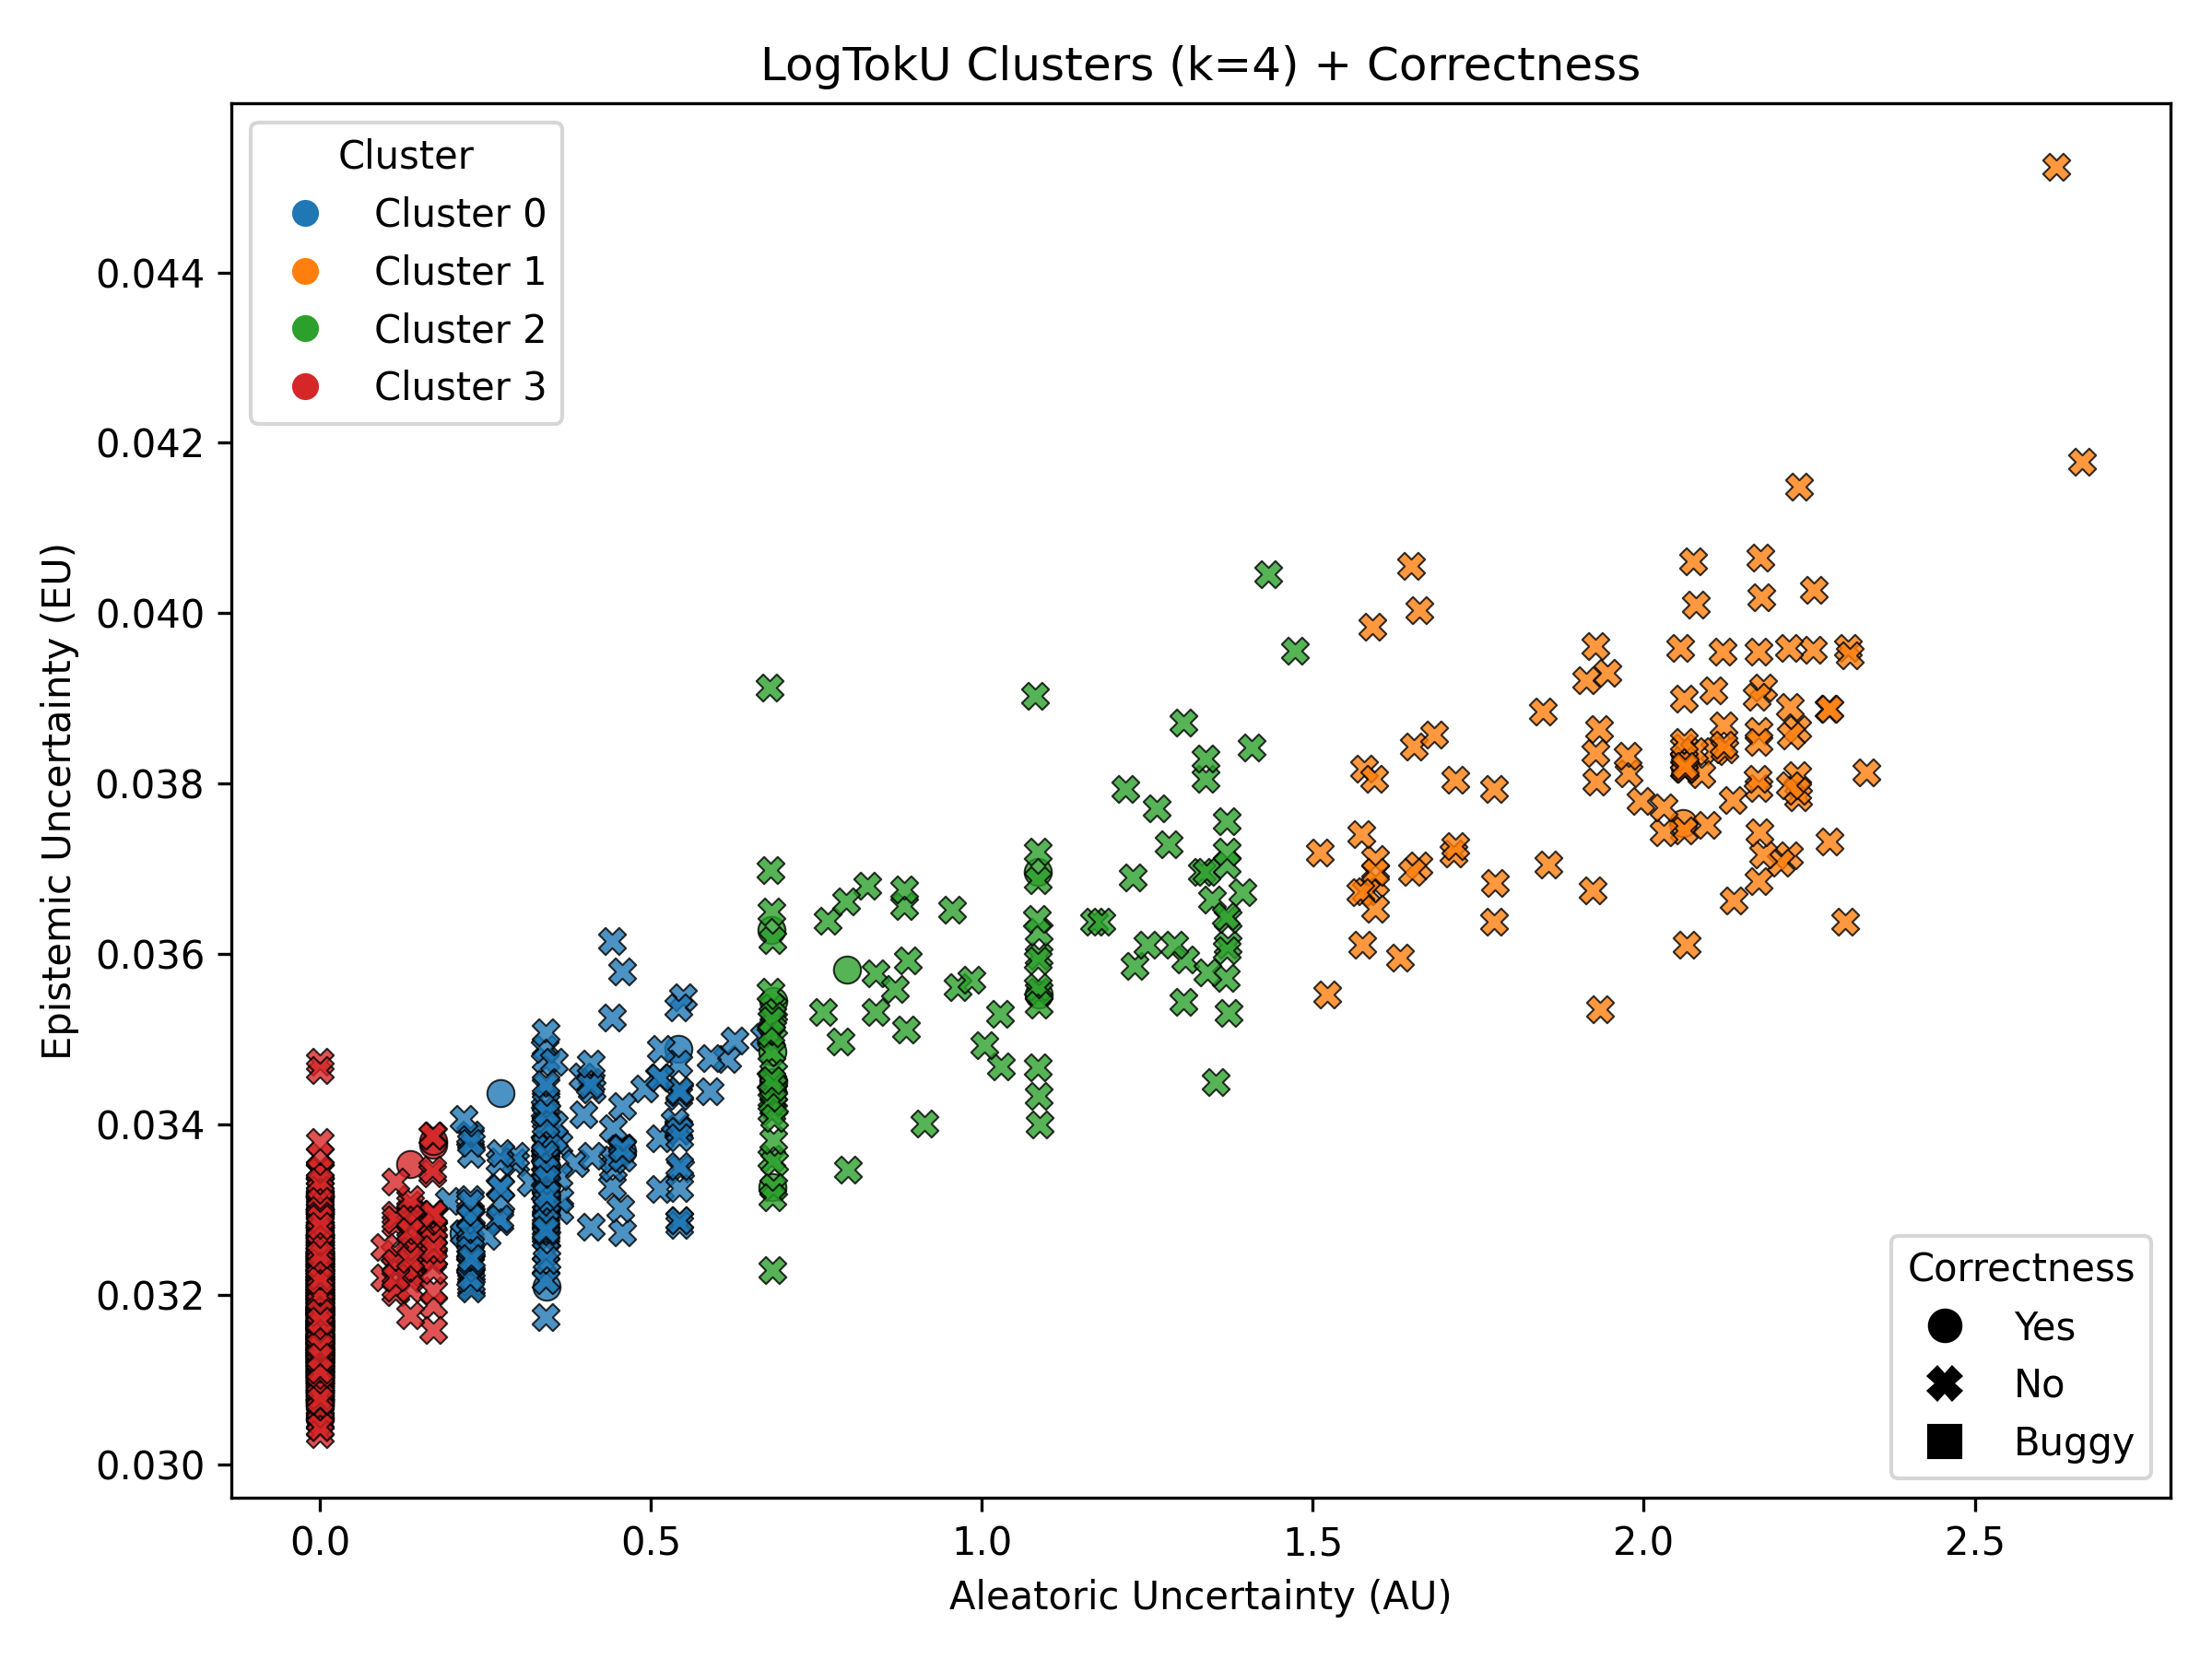 LogTokU Clusters (k=4) + Correctness
Cluster
Cluster 0
Cluster 1
Cluster 2
Cluster 3
Epistemic Uncertainty (EU)
0.044
0.042
0.040
0.038
0.036
0.034
0.032
0.030
Correctness
Yes
No
Buggy
0.0
0.5
1.0
1.5
2.0
2.5
Aleatoric Uncertainty (AU)